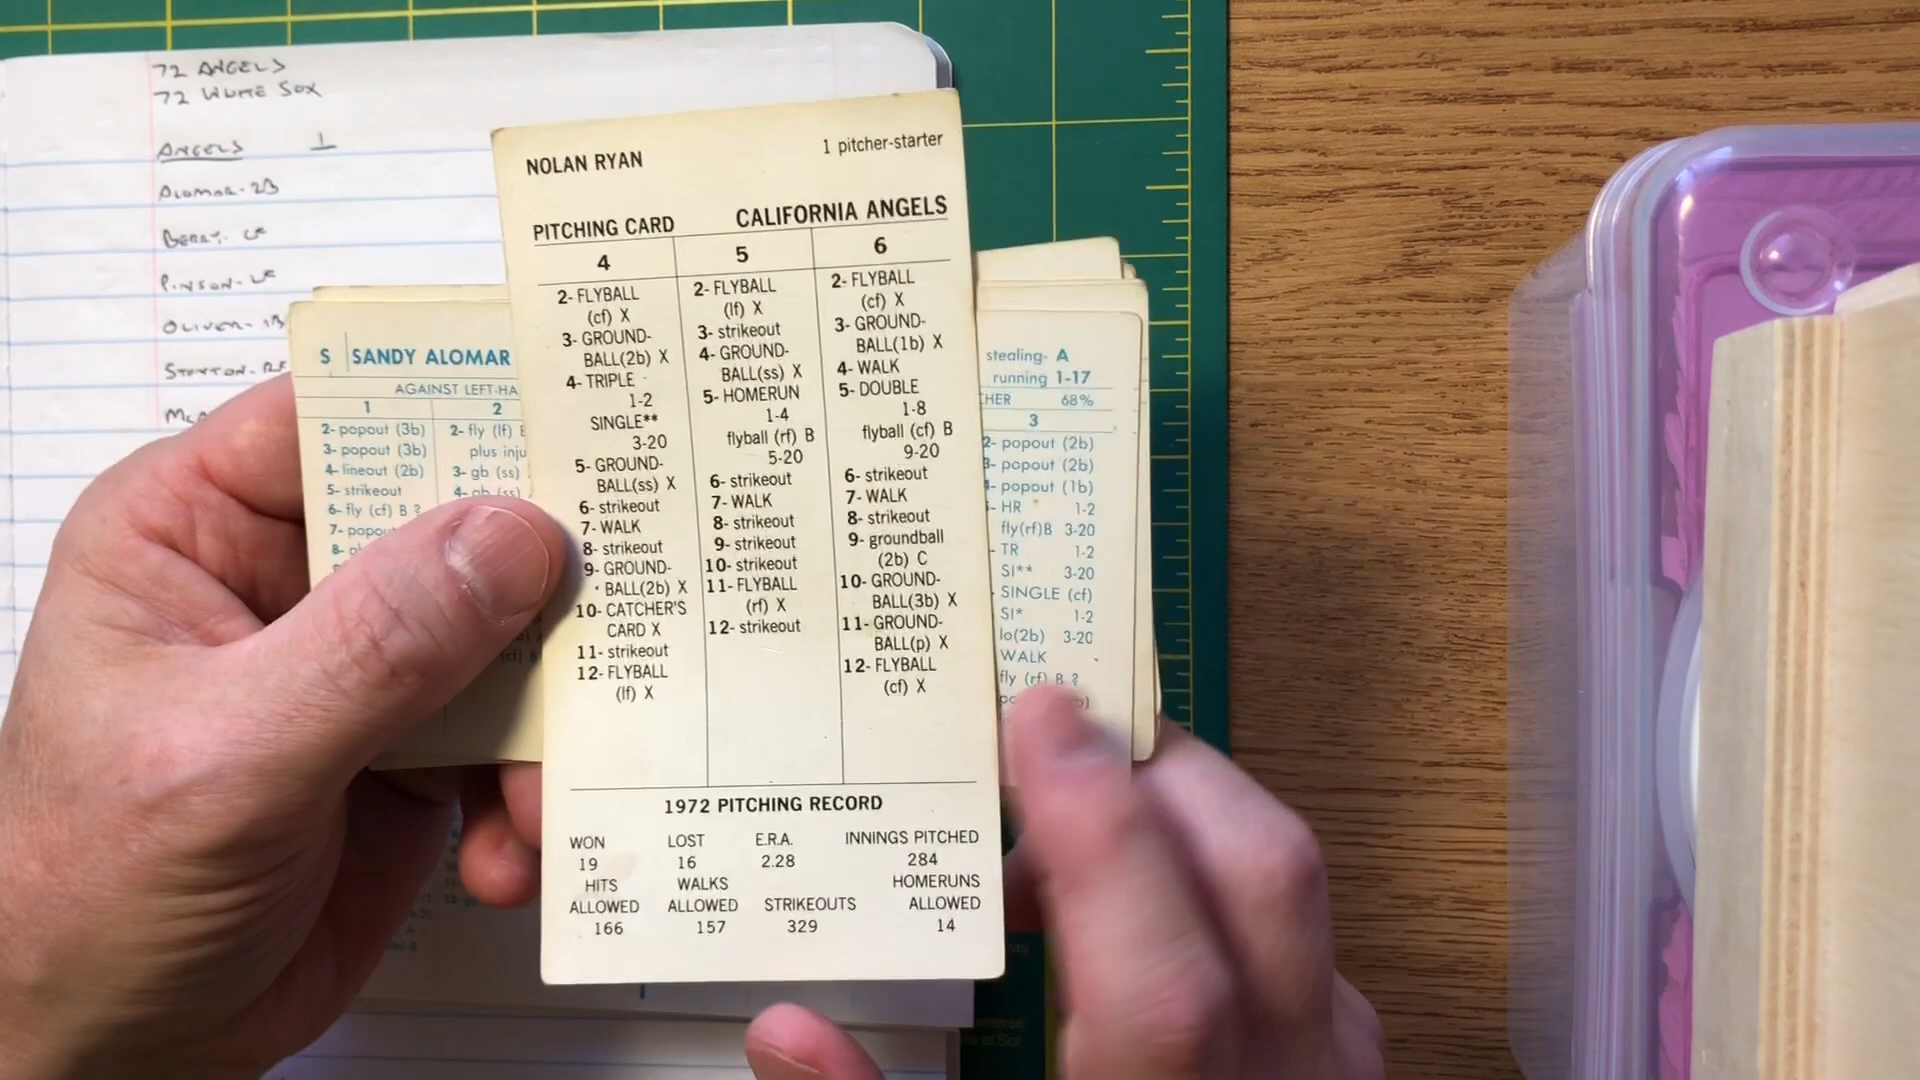 72 ANGELS
72 WHITE SOX
ANGELS 1
ALOMAR-2B
BERRY- CF
PINSON-LF
OLIVER-1B
STANTON-RF
S SANDY ALOMAR
AGAINST LEFT-HA
1 2
2- popout (3b)
3- popout (3b)
4- lineout (2b)
5- strikeout
6- fly (cf) B ?
2- fly (lf) B
plus inju
3- gb (ss)
4- gb (ss)
NOLAN RYAN
1 pitcher-starter
PITCHING CARD CALIFORNIA ANGELS
4
2- FLYBALL
(cf) X
3- GROUND-
BALL(2b) X
4- TRIPLE
1-2
SINGLE**
3-20
5- GROUND-
BALL(ss) X
6- strikeout
7- WALK
8- strikeout
9- GROUND-
BALL(2b) X
10- CATCHER'S
CARD X
11- strikeout
12- FLYBALL
(lf) X
5
2- FLYBALL
(lf) X
3- strikeout
4- GROUND-
BALL(ss) X
5- HOMERUN
1-4
flyball (rf) B
5-20
6- strikeout
7- WALK
8- strikeout
9- strikeout
10- strikeout
11- FLYBALL
(rf) X
12- strikeout
6
2- FLYBALL
(cf) X
3- GROUND-
BALL(1b) X
4- WALK
5- DOUBLE
1-8
flyball (cf) B
9-20
6- strikeout
7- WALK
8- strikeout
9- groundball
(2b) C
10- GROUND-
BALL(3b) X
11- GROUND-
BALL(p) X
12- FLYBALL
(cf) X
1972 PITCHING RECORD
WON LOST E.R.A. INNINGS PITCHED
19 16 2.28 284
HITS WALKS HOMERUNS
ALLOWED ALLOWED STRIKEOUTS ALLOWED
166 157 329 14
stealing- A
running 1-17
CHER 68%
3
2- popout (2b)
3- popout (2b)
4- popout (1b)
- HR 1-2
fly(rf)B 3-20
- TR 1-2
SI** 3-20
SINGLE (cf)
SI* 1-2
lo(2b) 3-20
WALK
fly (rf) B ?